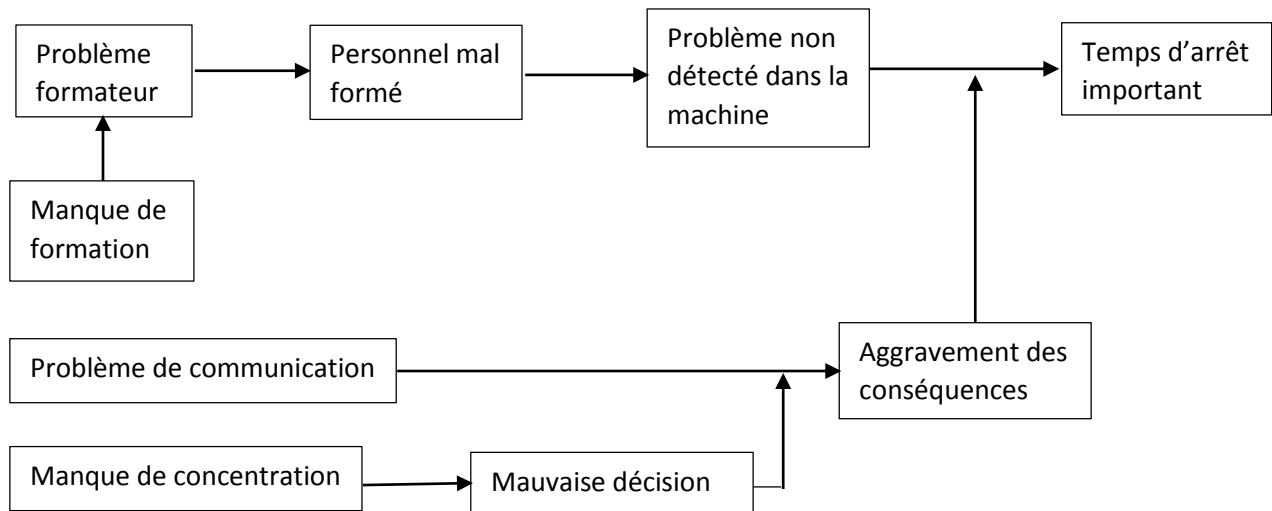 Problème
formateur
Personnel mal
formé
Problème non
détecté dans la
machine
Temps d’arrêt
important
Manque de
formation
Problème de communication
Aggravement des
conséquences
Manque de concentration
Mauvaise décision